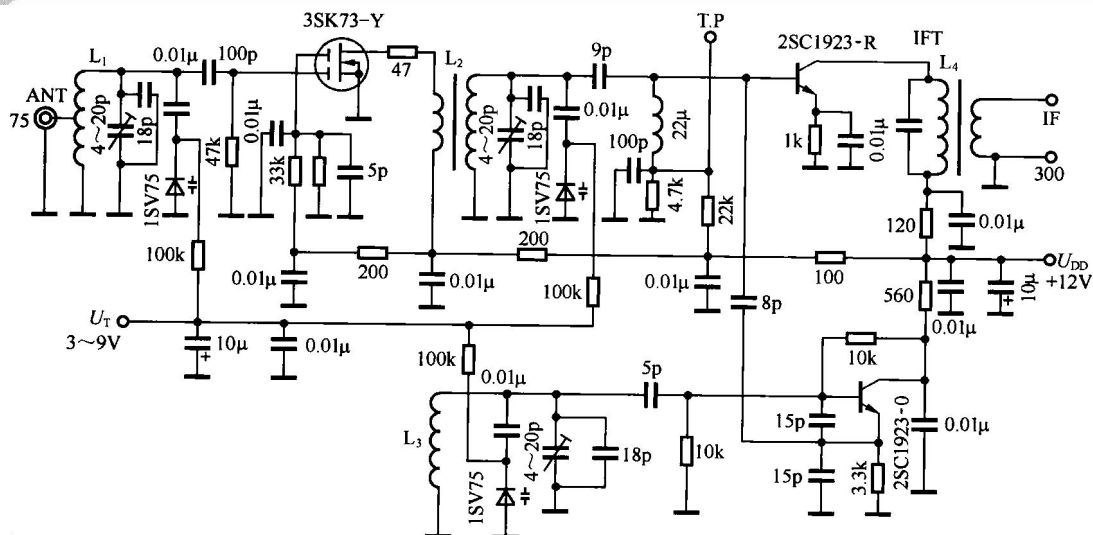 3SK73-Y
T.P
2SC1923-R
IFT
L₁
0.01μ
100p
47
L₂
9p
L₄
ANT
75
4～20p
18p
47k
0.01μ
33k
5p
1SV75
4～20p
18p
0.01μ
1SV75
100p
22μ
4.7k
22k
1k
0.01μ
IF
300
100k
200
200
0.01μ
0.01μ
100k
0.01μ
100
120
0.01μ
U_DD
+12V
560
0.01μ
10μ
8p
U_T
3～9V
10μ
0.01μ
100k
0.01μ
5p
10k
L₃
1SV75
4～20p
18p
10k
15p
15p
3.3k
2SC1923-0
0.01μ